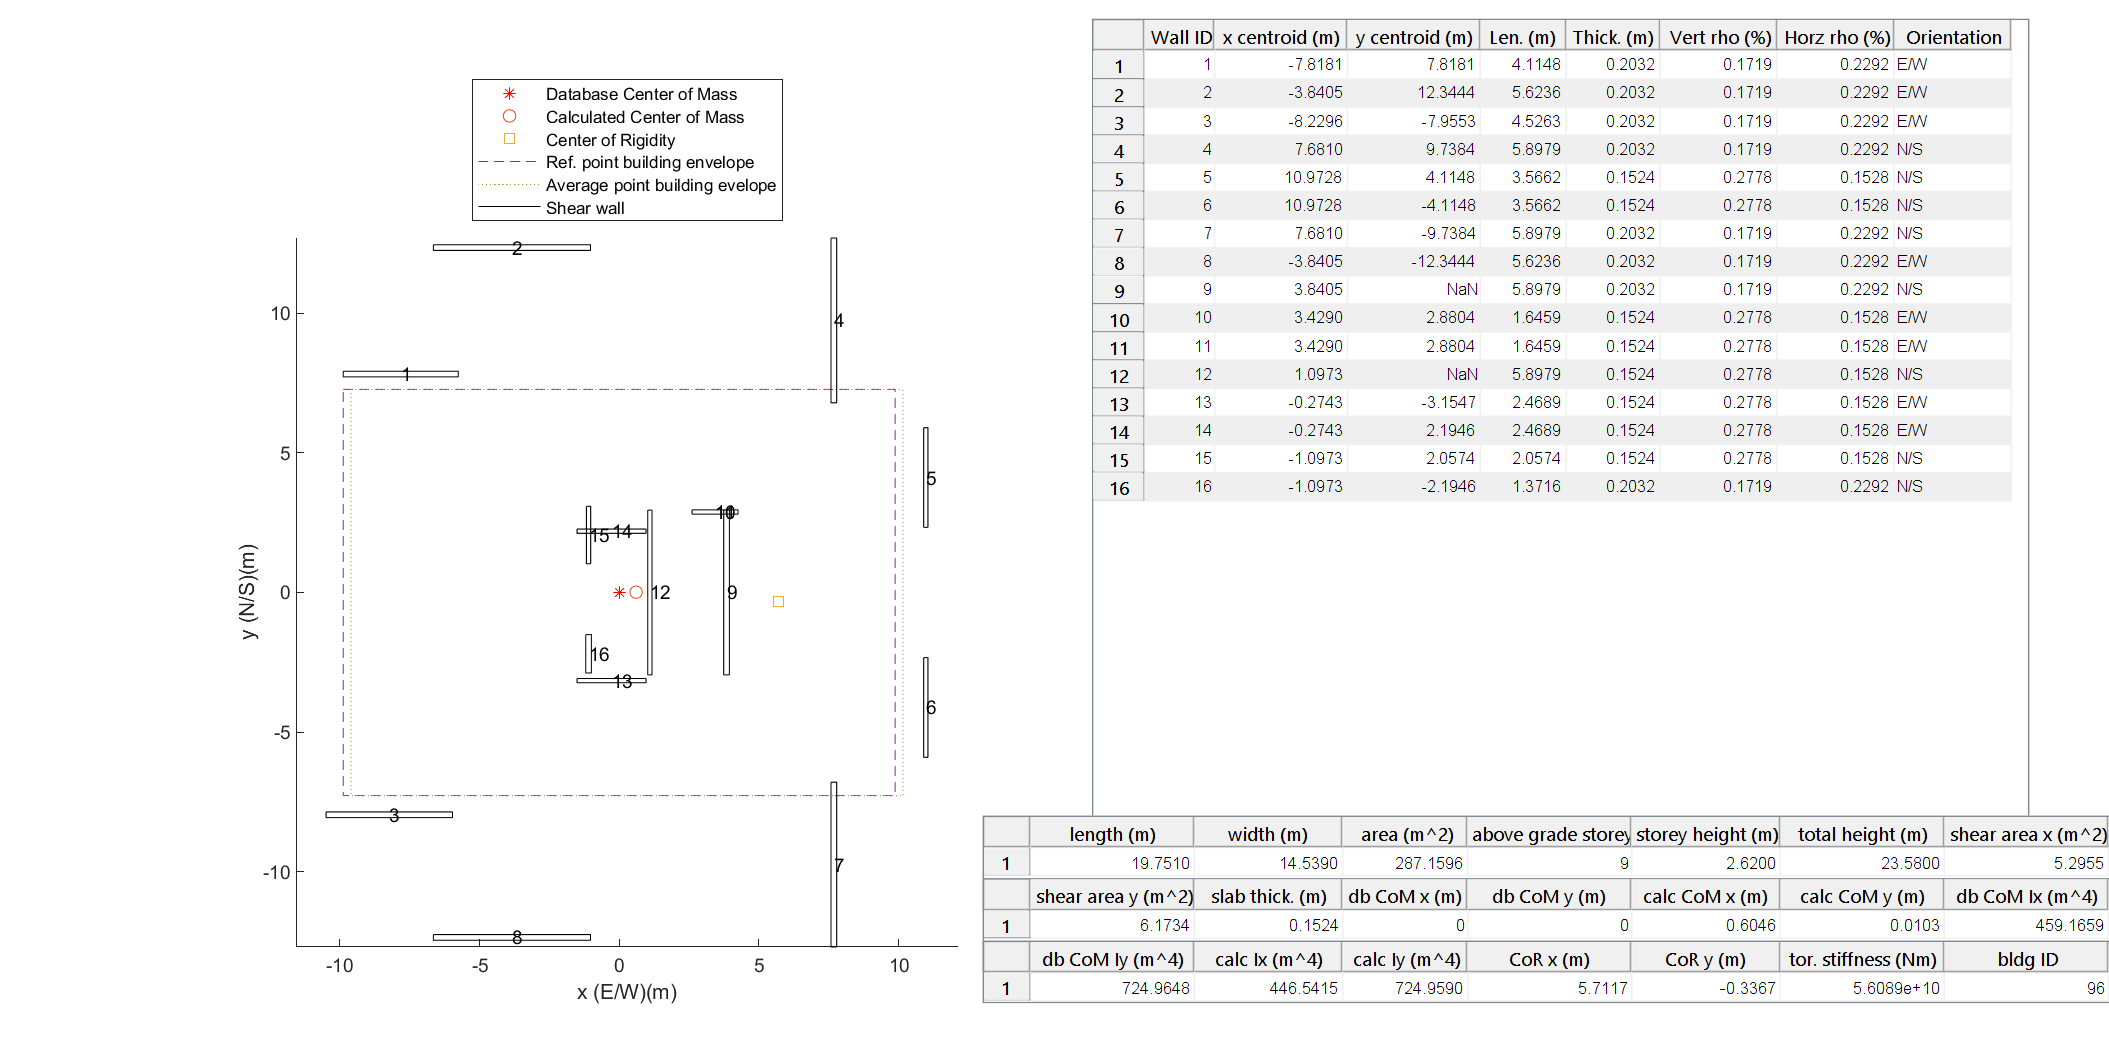 Database Center of Mass
Calculated Center of Mass
Center of Rigidity
Ref. point building envelope
Average point building evelope
Shear wall
10
5
0
-5
-10
y (N/S)(m)
-10 -5 0 5 10
x (E/W)(m)
2
4
1
5
14
15
12
9
16
13
6
3
7
8
Wall ID x centroid (m) y centroid (m) Len. (m) Thick. (m) Vert rho (%) Horz rho (%) Orientation
1 1 -7.8181 7.8181 4.1148 0.2032 0.1719 0.2292 E/W
2 2 -3.8405 12.3444 5.6236 0.2032 0.1719 0.2292 E/W
3 3 -8.2296 -7.9553 4.5263 0.2032 0.1719 0.2292 E/W
4 4 7.6810 9.7384 5.8979 0.2032 0.1719 0.2292 N/S
5 5 10.9728 4.1148 3.5662 0.1524 0.2778 0.1528 N/S
6 6 10.9728 -4.1148 3.5662 0.1524 0.2778 0.1528 N/S
7 7 7.6810 -9.7384 5.8979 0.2032 0.1719 0.2292 N/S
8 8 -3.8405 -12.3444 5.6236 0.2032 0.1719 0.2292 E/W
9 9 3.8405 NaN 5.8979 0.2032 0.1719 0.2292 N/S
10 10 3.4290 2.8804 1.6459 0.1524 0.2778 0.1528 E/W
11 11 3.4290 2.8804 1.6459 0.1524 0.2778 0.1528 E/W
12 12 1.0973 NaN 5.8979 0.1524 0.2778 0.1528 N/S
13 13 -0.2743 -3.1547 2.4689 0.1524 0.2778 0.1528 E/W
14 14 -0.2743 2.1946 2.4689 0.1524 0.2778 0.1528 E/W
15 15 -1.0973 2.0574 2.0574 0.1524 0.2778 0.1528 N/S
16 16 -1.0973 -2.1946 1.3716 0.2032 0.1719 0.2292 N/S
length (m) width (m) area (m^2) above grade storey storey height (m) total height (m) shear area x (m^2)
1 19.7510 14.5390 287.1596 9 2.6200 23.5800 5.2955
shear area y (m^2) slab thick. (m) db CoM x (m) db CoM y (m) calc CoM x (m) calc CoM y (m) db CoM Ix (m^4)
1 6.1734 0.1524 0 0 0.6046 0.0103 459.1659
db CoM Iy (m^4) calc Ix (m^4) calc Iy (m^4) CoR x (m) CoR y (m) tor. stiffness (Nm) bldg ID
1 724.9648 446.5415 724.9590 5.7117 -0.3367 5.6089e+10 96